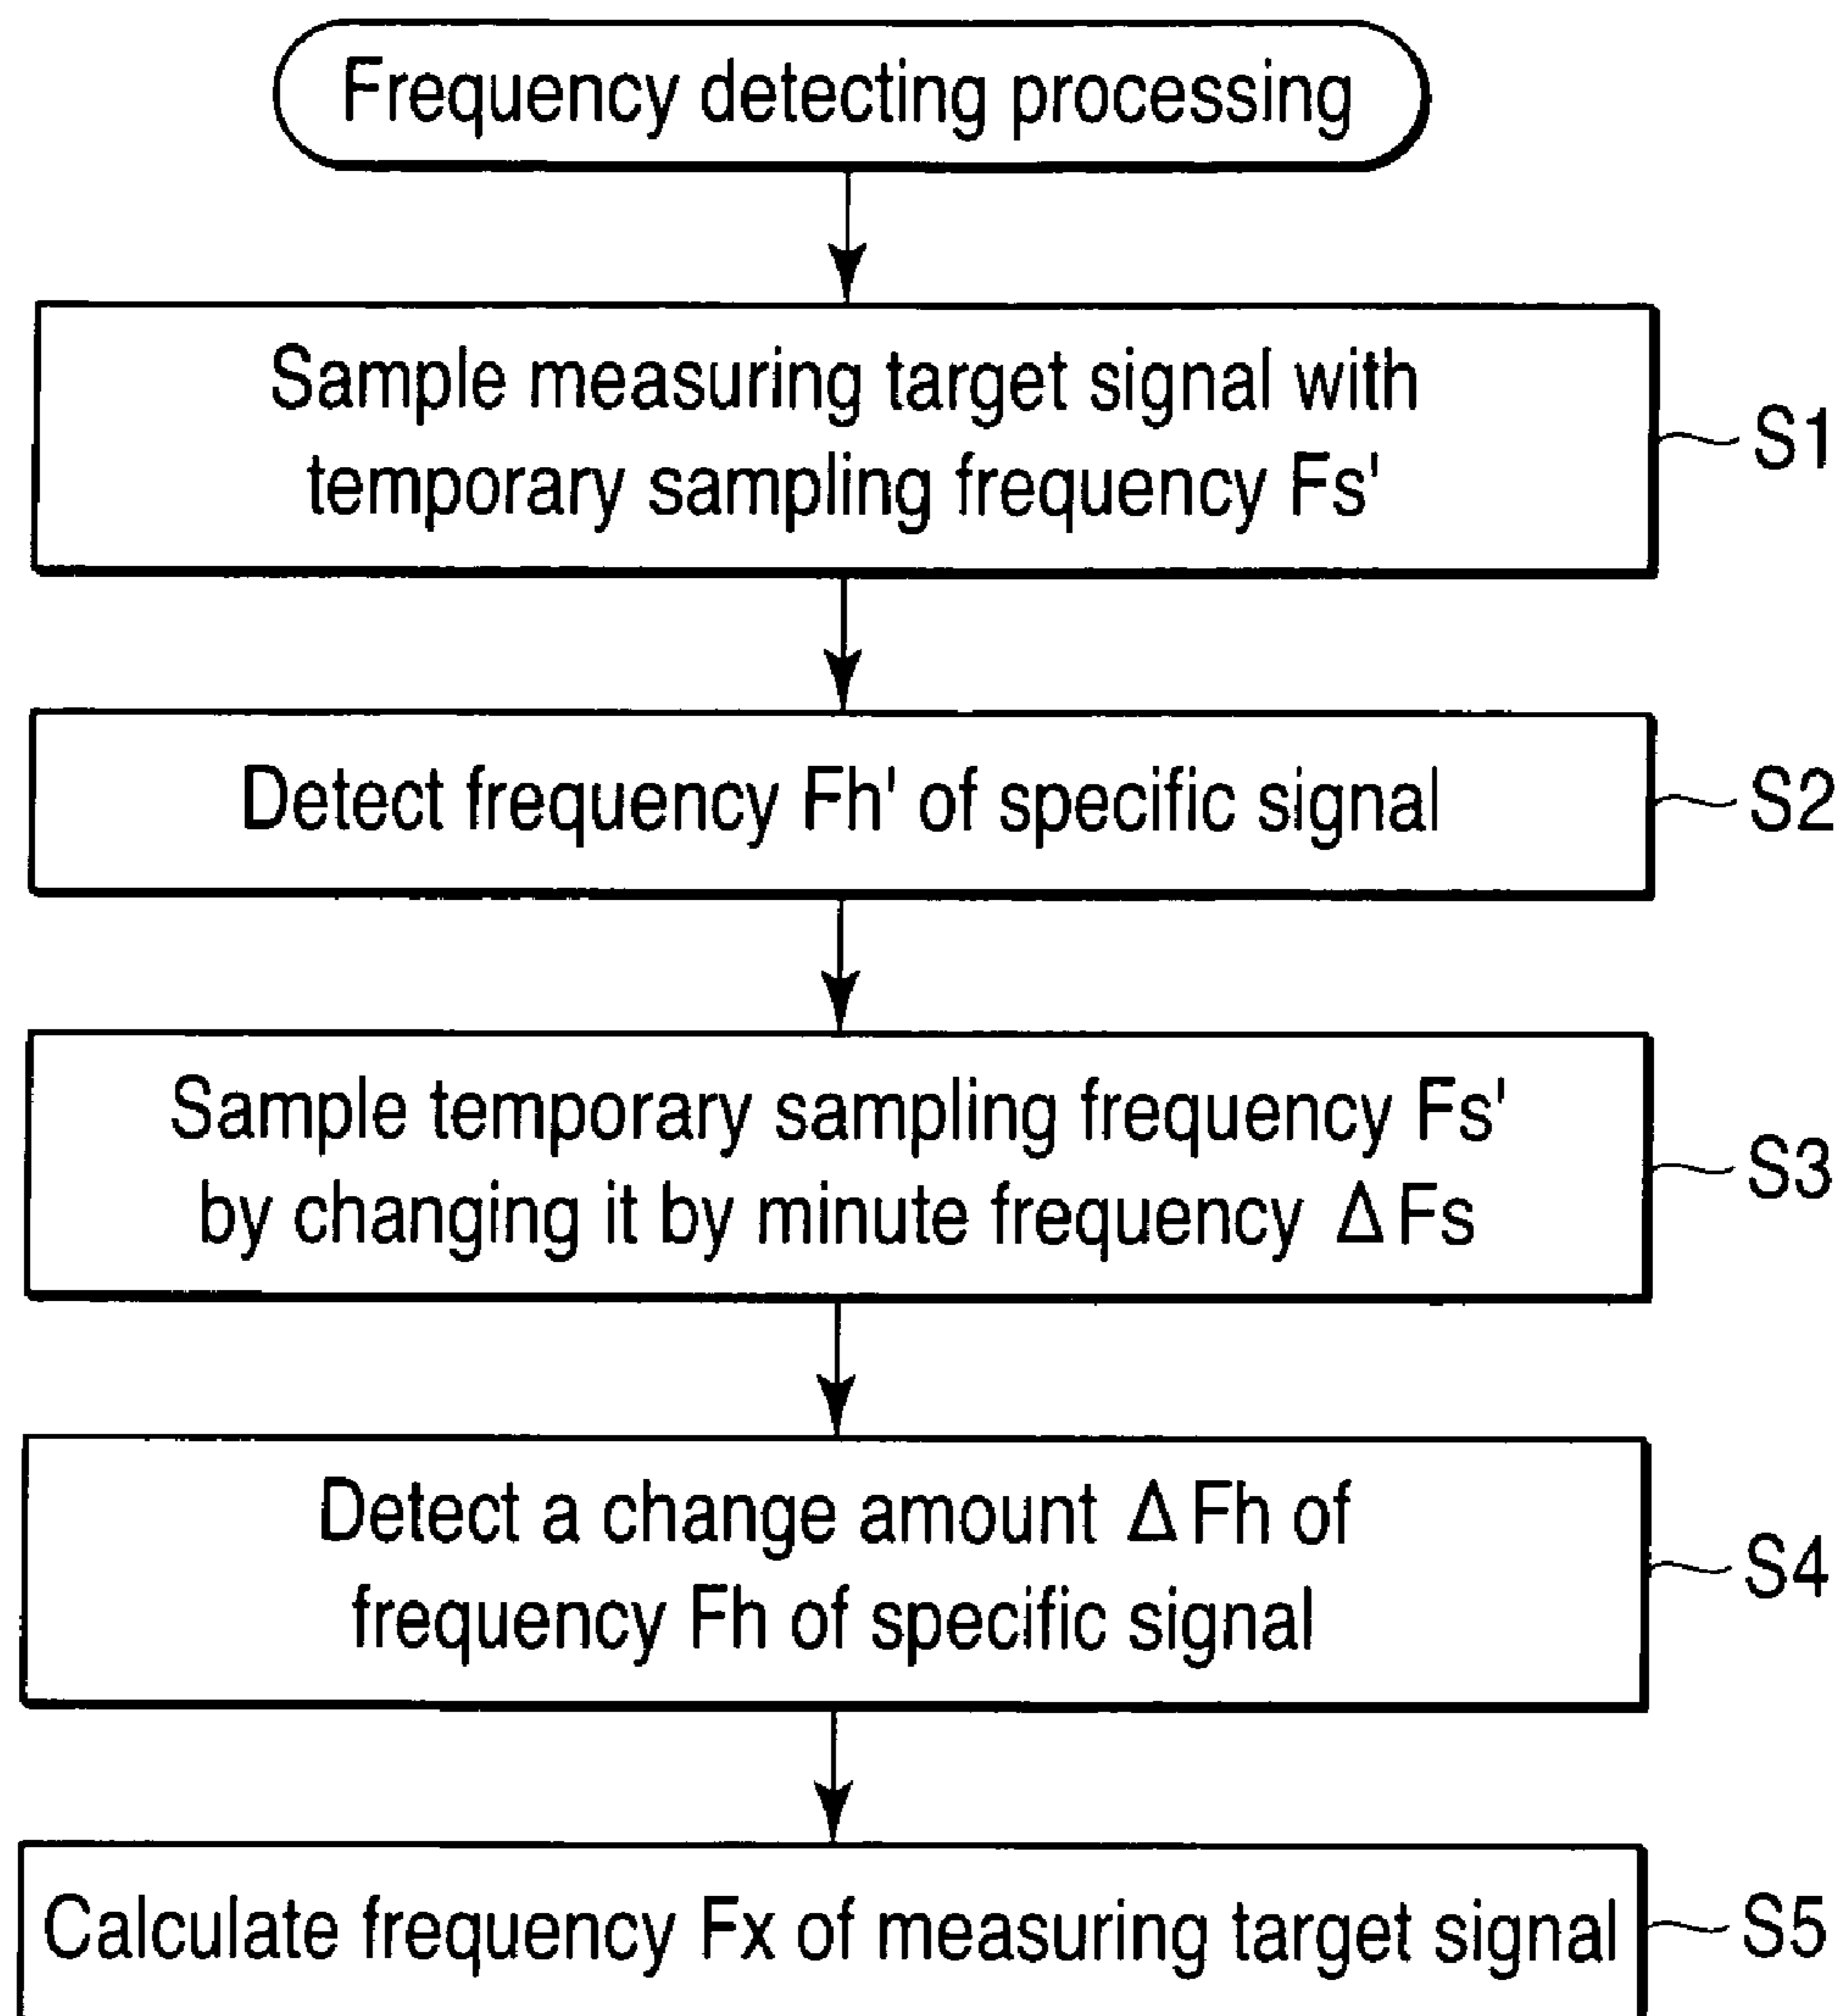 Frequency detecting processing
Sample measuring target signal with
temporary sampling frequency Fs'
S1
Detect frequency Fh' of specific signal
S2
Sample temporary sampling frequency Fs'
by changing it by minute frequency Δ Fs
S3
Detect a change amount Δ Fh of
frequency Fh of specific signal
S4
Calculate frequency Fx of measuring target signal
S5